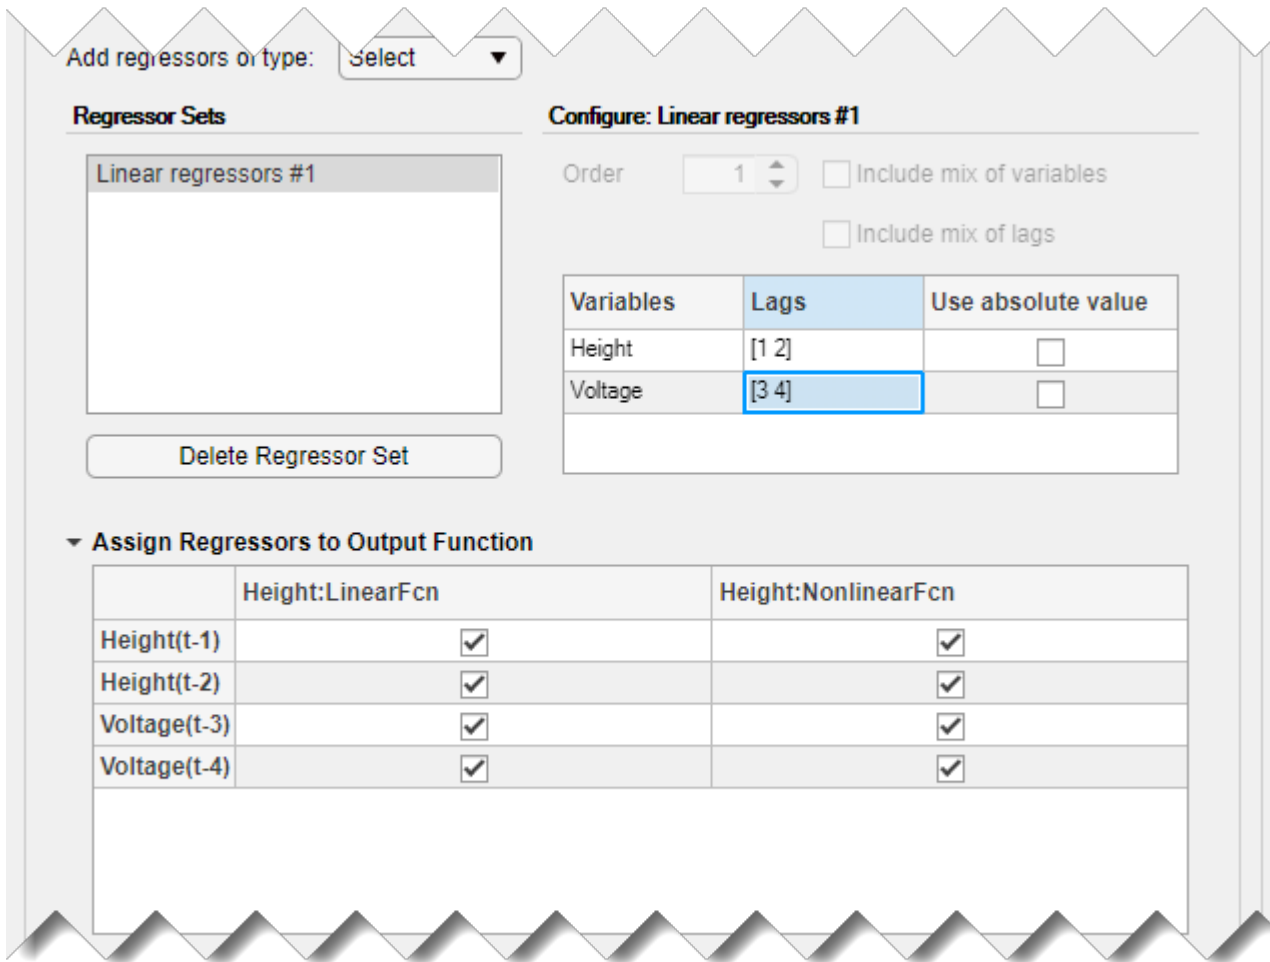 Add regressors of type: Select
Regressor Sets
Configure: Linear regressors #1
Linear regressors #1
Order 1 Include mix of variables
Include mix of lags
Variables Lags Use absolute value
Height [1 2]
Voltage [3 4]
Delete Regressor Set
Assign Regressors to Output Function
Height:LinearFcn Height:NonlinearFcn
Height(t-1)
Height(t-2)
Voltage(t-3)
Voltage(t-4)